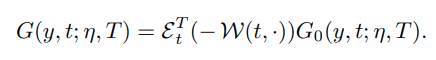 G(y, t; η, T) = ℰ_t^T(−𝒲(t, ·))G_0(y, t; η, T).